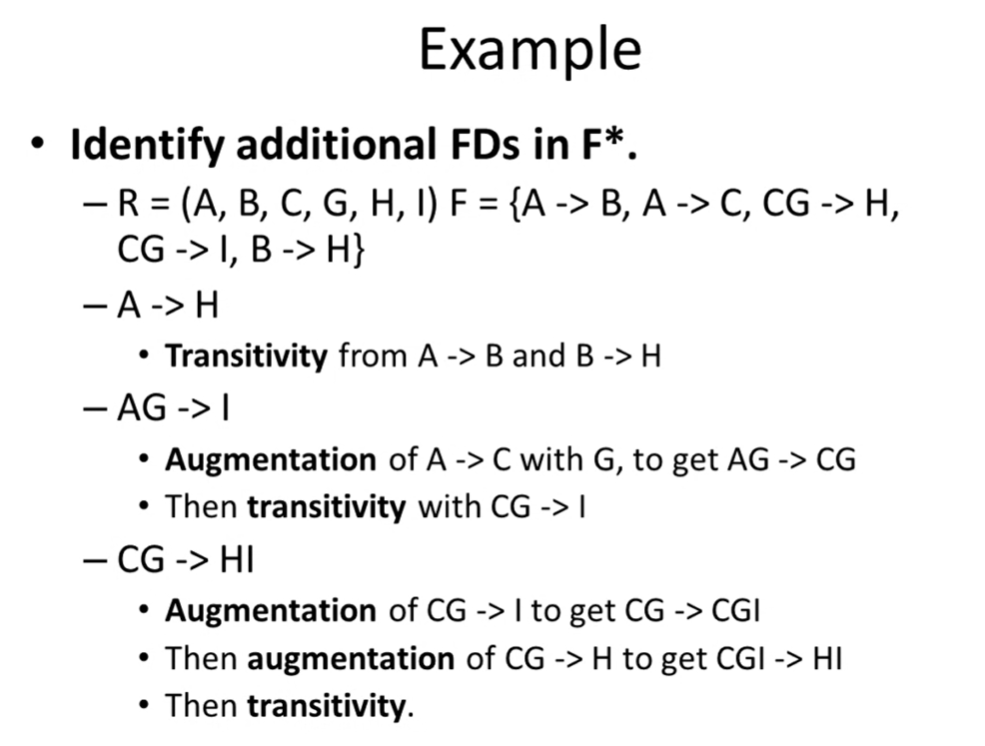 Example
• Identify additional FDs in F*.
– R = (A, B, C, G, H, I) F = {A -> B, A -> C, CG -> H,
CG -> I, B -> H}
– A -> H
• Transitivity from A -> B and B -> H
– AG -> I
• Augmentation of A -> C with G, to get AG -> CG
• Then transitivity with CG -> I
– CG -> HI
• Augmentation of CG -> I to get CG -> CGI
• Then augmentation of CG -> H to get CGI -> HI
• Then transitivity.